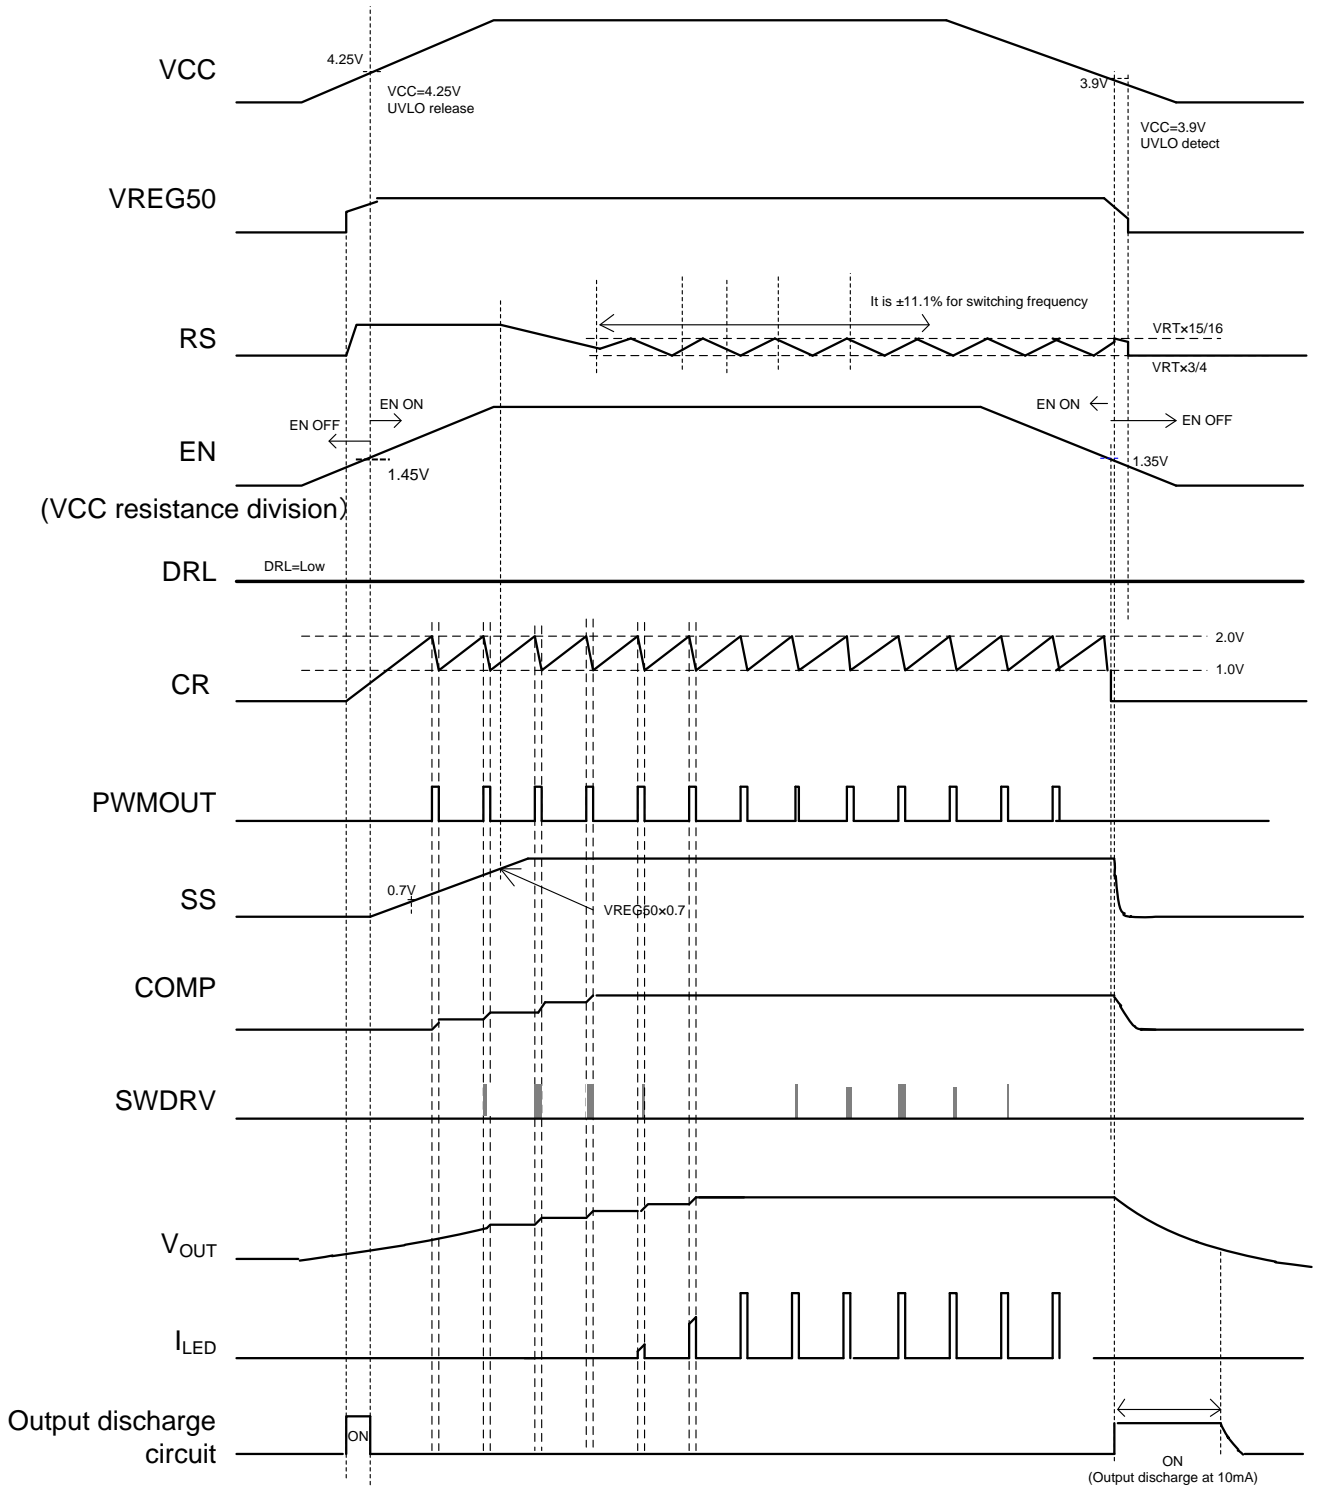 VCC
4.25V
VCC=4.25V
UVLO release
3.9V
VCC=3.9V
UVLO detect
VREG50
RS
It is ±11.1% for switching frequency
VRT×15/16
VRT×3/4
EN
(VCC resistance division）
EN OFF
EN ON
1.45V
EN ON
EN OFF
1.35V
DRL
DRL=Low
CR
2.0V
1.0V
PWMOUT
SS
0.7V
VREG50×0.7
COMP
SWDRV
VOUT
ILED
Output discharge
circuit
ON
ON
(Output discharge at 10mA)